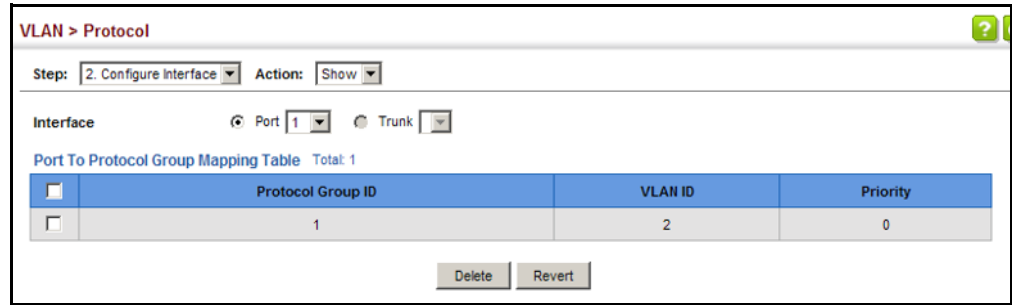 VLAN > Protocol
?
Step: 2. Configure Interface Action: Show
Interface Port 1 Trunk
Port To Protocol Group Mapping Table Total: 1
Protocol Group ID VLAN ID Priority
1 2 0
Delete Revert